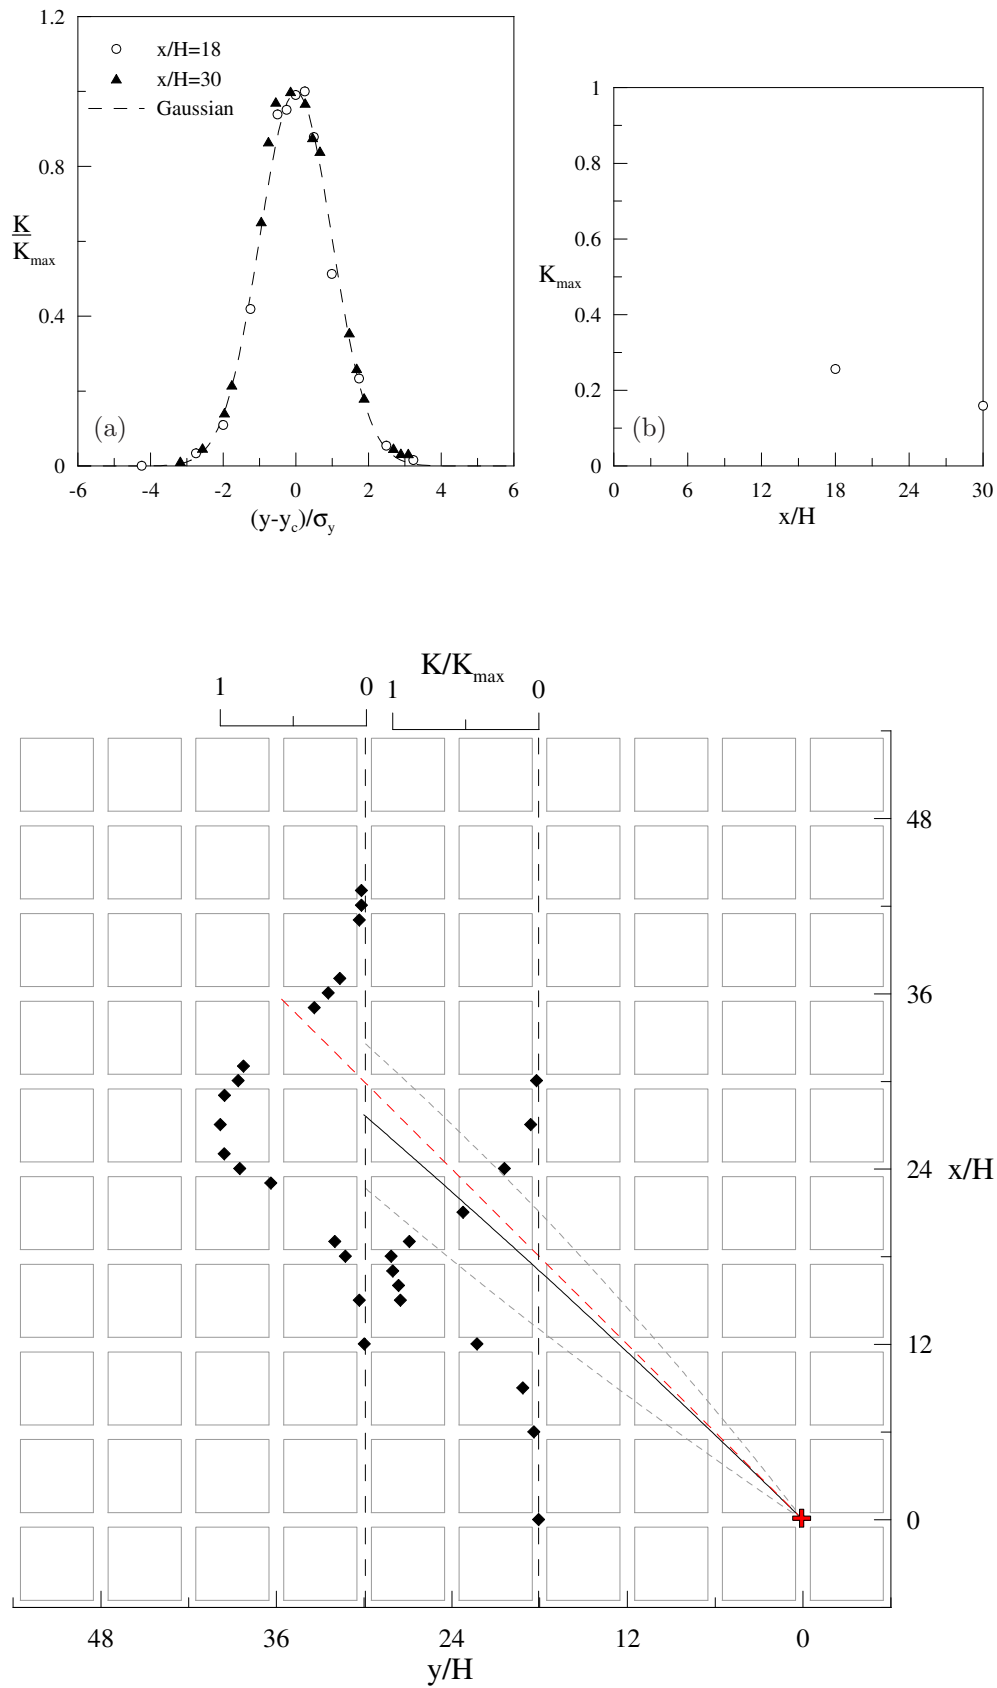 1.2
0.8
0.4
0
K
K_max
x/H=18
x/H=30
Gaussian
(a)
-6 -4 -2 0 2 4 6
(y-y_c)/σ_y
1
0.8
0.6
0.4
0.2
0
K_max
(b)
0 6 12 18 24 30
x/H
K/K_max
1 0 1 0
48
36
24 x/H
12
0
48 36 24 12 0
y/H